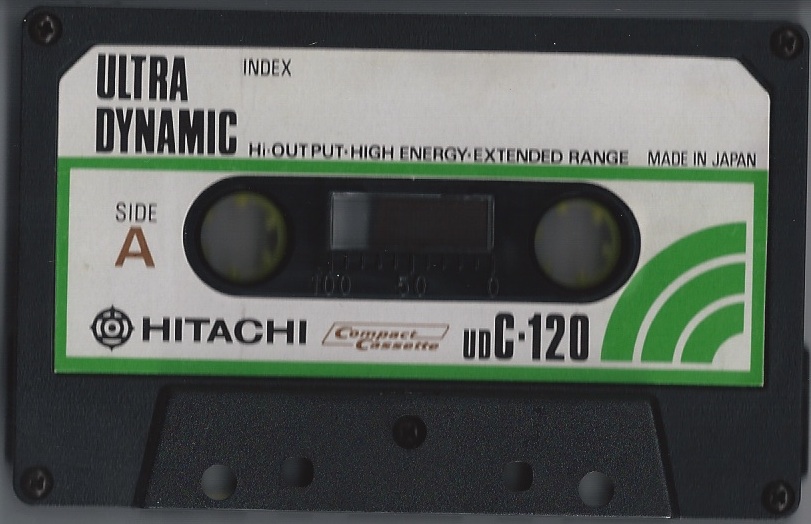 ULTRA
DYNAMIC
INDEX
Hi·OUTPUT·HIGH ENERGY·EXTENDED RANGE
MADE IN JAPAN
SIDE
A
100 50 0
HITACHI
Compact
Cassette
UDC·120